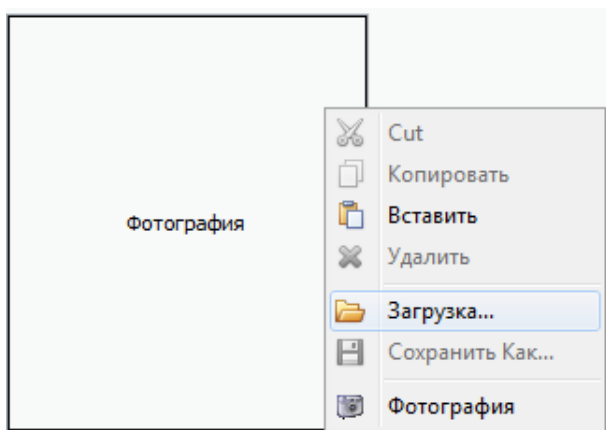 Фотография
Cut
Копировать
Вставить
Удалить
Загрузка...
Сохранить Как...
Фотография